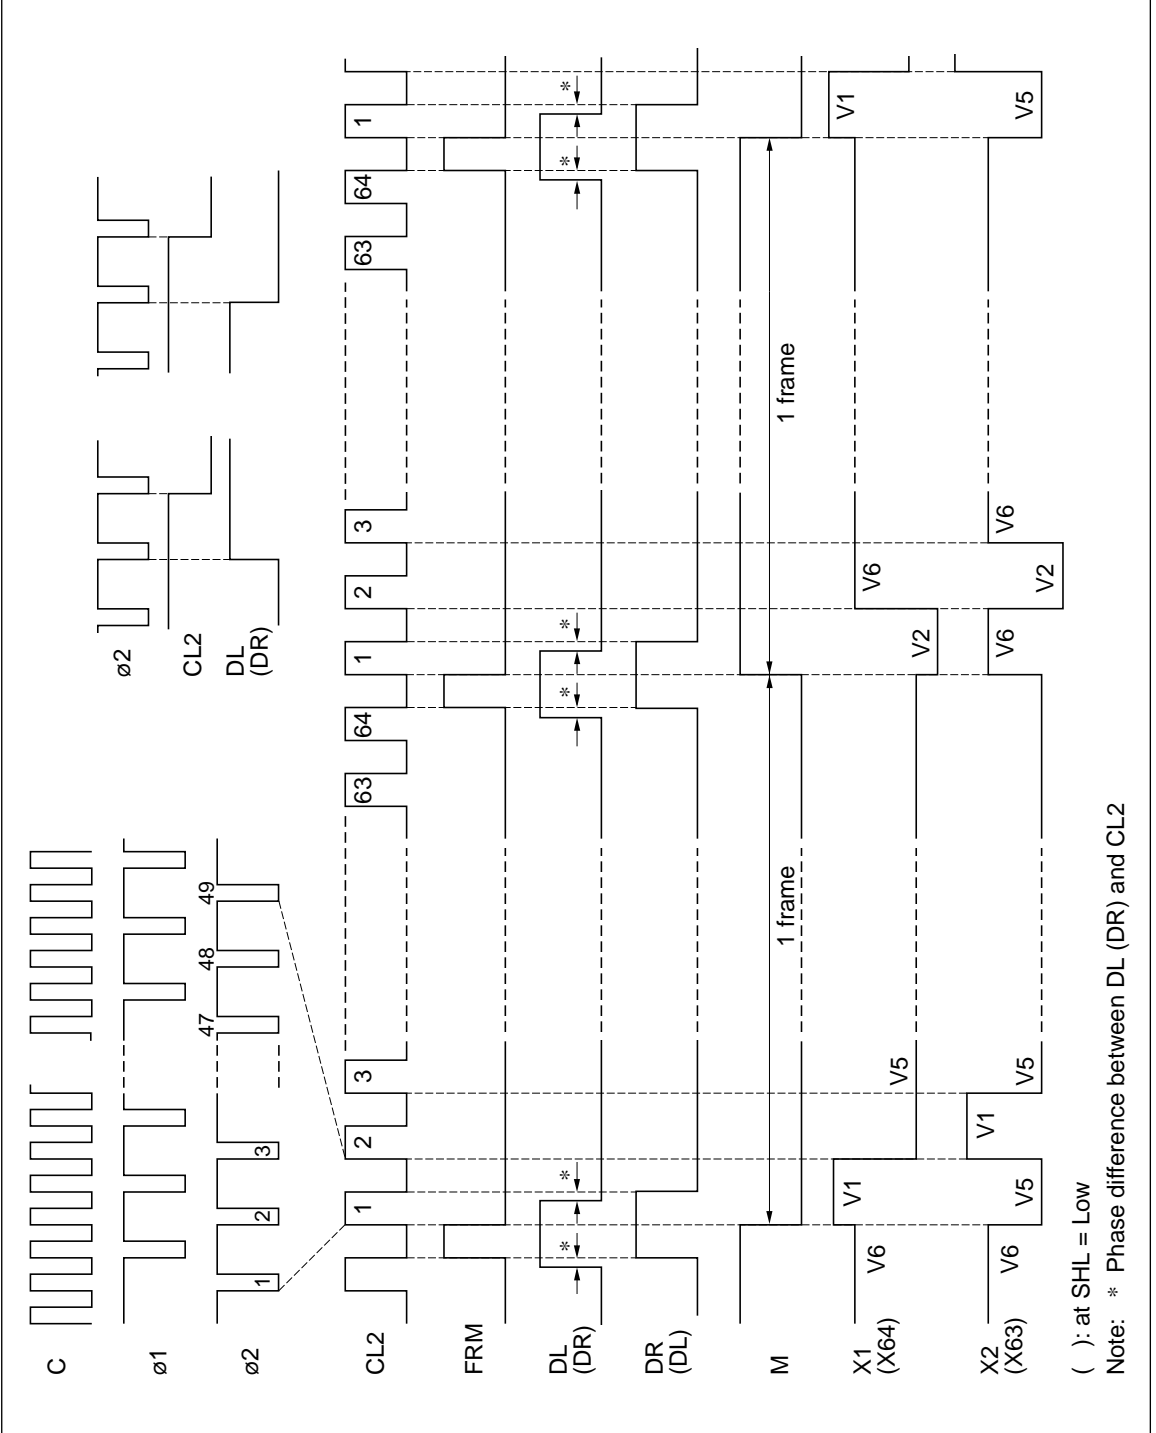 C
ø1
ø2
1 2 3 47 48 49
ø2
CL2
DL
(DR)
CL2
1 2 3 63 64 1 2 3 63 64 1
FRM
DL
(DR)
* * * * * *
DR
(DL)
M
1 frame 1 frame
X1
(X64)
V6 V1 V5 V2 V6 V1
X2
(X63)
V6 V5 V1 V5 V6 V2 V6 V5
( ): at SHL = Low
Note: * Phase difference between DL (DR) and CL2